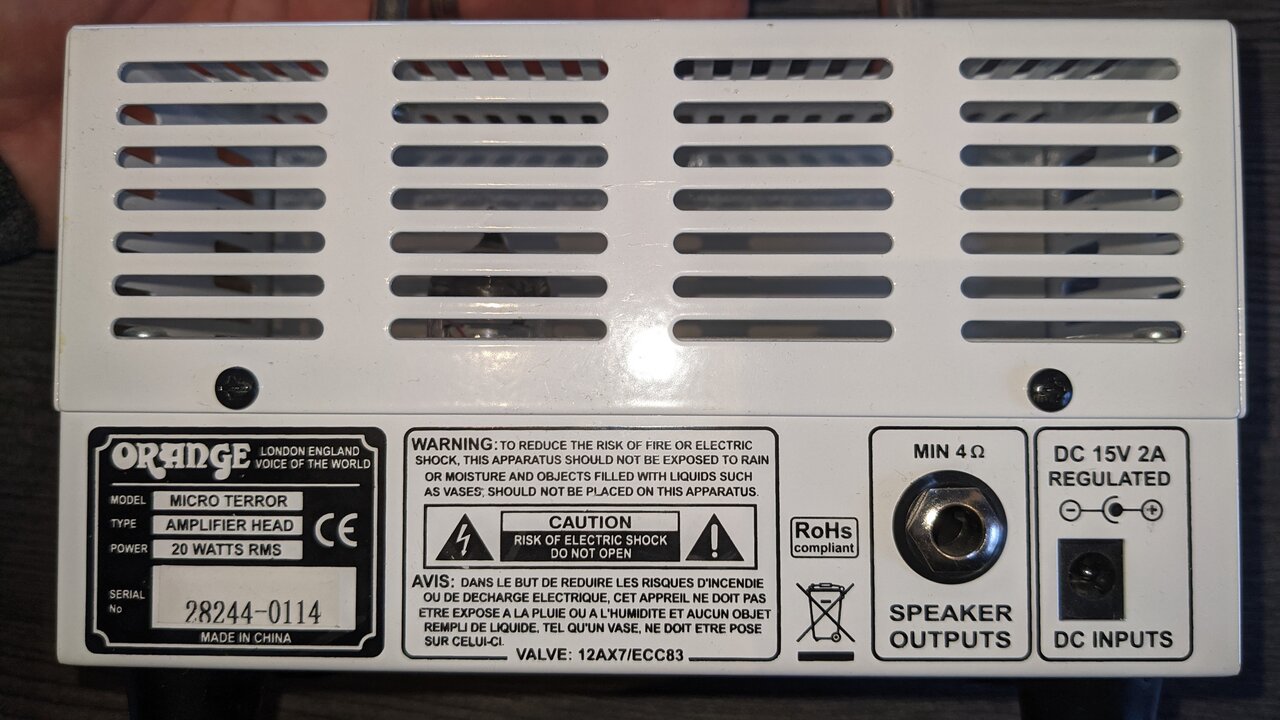 ORANGE LONDON ENGLAND
VOICE OF THE WORLD
MODEL MICRO TERROR
TYPE AMPLIFIER HEAD
POWER 20 WATTS RMS
CE
SERIAL
No 28244-0114
MADE IN CHINA
WARNING: TO REDUCE THE RISK OF FIRE OR ELECTRIC
SHOCK, THIS APPARATUS SHOULD NOT BE EXPOSED TO RAIN
OR MOISTURE AND OBJECTS FILLED WITH LIQUIDS SUCH
AS VASES, SHOULD NOT BE PLACED ON THIS APPARATUS.
CAUTION
RISK OF ELECTRIC SHOCK
DO NOT OPEN
AVIS: DANS LE BUT DE REDUIRE LES RISQUES D'INCENDIE
OU DE DECHARGE ELECTRIQUE, CET APPREIL NE DOIT PAS
ETRE EXPOSE A LA PLUIE OU A L'HUMIDITE ET AUCUN OBJET
REMPLI DE LIQUIDE, TEL QU'UN VASE, NE DOIT ETRE POSE
SUR CELUI-CI.
VALVE: 12AX7/ECC83
RoHs
compliant
MIN 4Ω
SPEAKER
OUTPUTS
DC 15V 2A
REGULATED
DC INPUTS